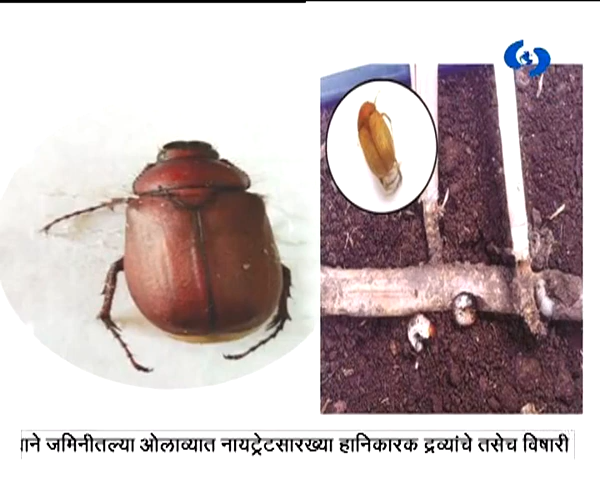 जमिनीतल्या ओलाव्यात नायट्रेटसारख्या हानिकारक द्रव्यांचे तसेच विषारी